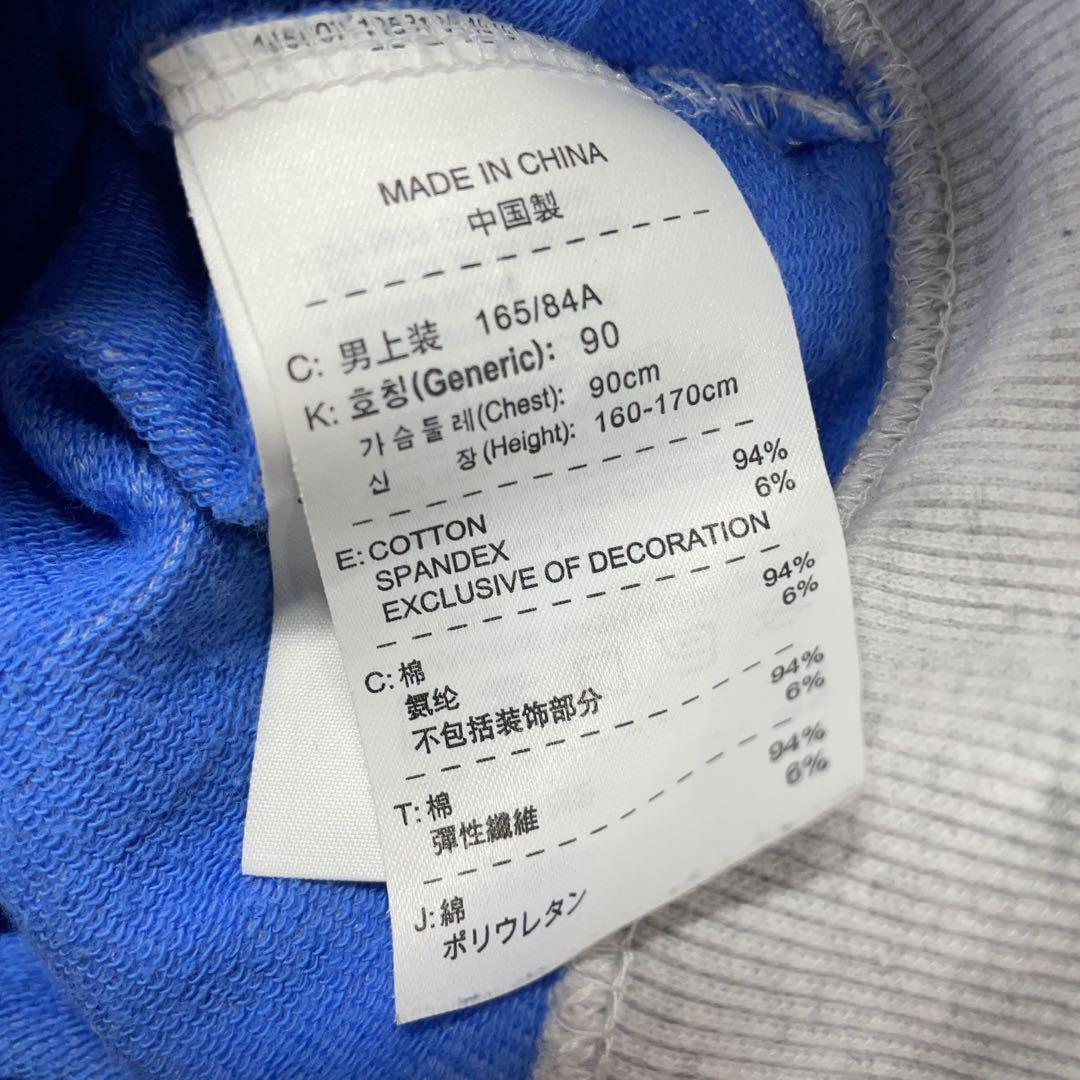 MADE IN CHINA
中国製
C: 男上装 165/84A
K: 호칭(Generic): 90
가슴둘레(Chest): 90cm
신 장(Height): 160-170cm
E: COTTON 94%
SPANDEX 6%
EXCLUSIVE OF DECORATION
C: 棉 94%
氨纶 6%
不包括装饰部分
T: 棉 94%
彈性纖維 6%
J: 綿 94%
ポリウレタン 6%